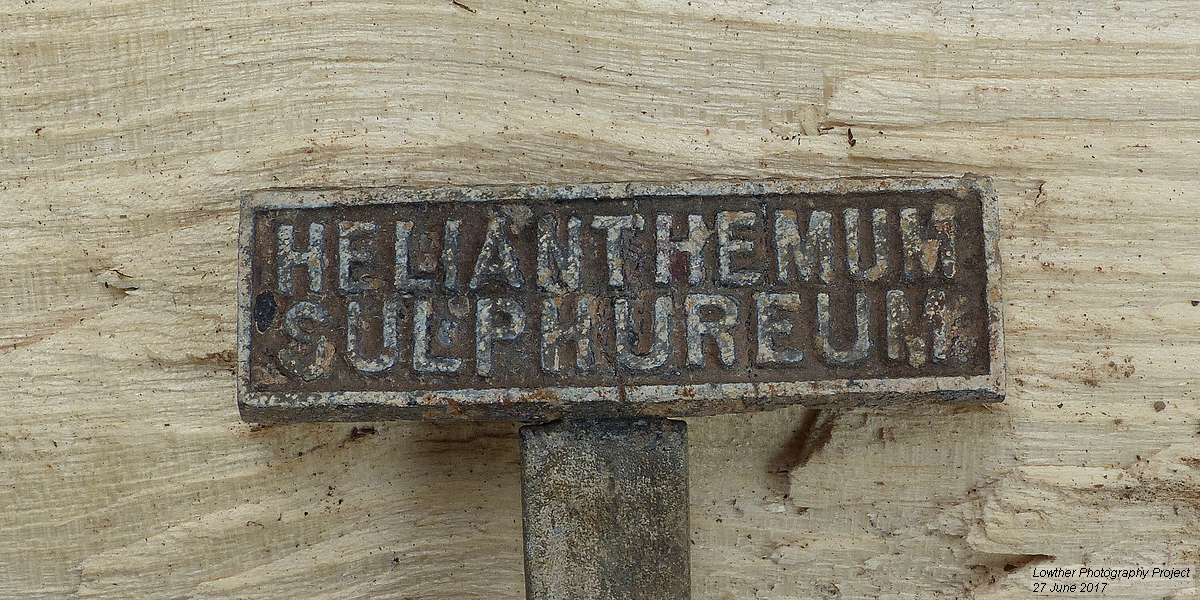 HELIANTHEMUM
SULPHUREUM
Lowther Photography Project
27 June 2017